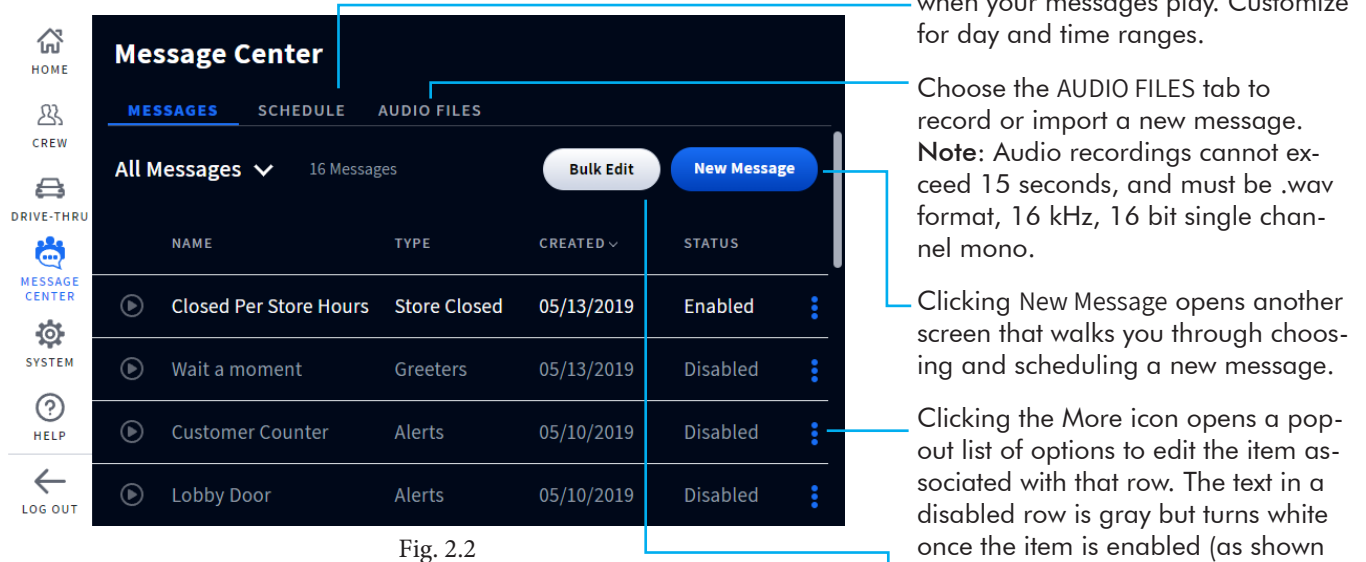 HOME
CREW
DRIVE-THRU
MESSAGE
CENTER
SYSTEM
HELP
LOG OUT
Message Center
MESSAGES SCHEDULE AUDIO FILES
All Messages 16 Messages Bulk Edit New Message
NAME TYPE CREATED STATUS
Closed Per Store Hours Store Closed 05/13/2019 Enabled
Wait a moment Greeters 05/13/2019 Disabled
Customer Counter Alerts 05/10/2019 Disabled
Lobby Door Alerts 05/10/2019 Disabled
Fig. 2.2
when your messages play. Customize
for day and time ranges.
Choose the AUDIO FILES tab to
record or import a new message.
Note: Audio recordings cannot ex-
ceed 15 seconds, and must be .wav
format, 16 kHz, 16 bit single chan-
nel mono.
Clicking New Message opens another
screen that walks you through choos-
ing and scheduling a new message.
Clicking the More icon opens a pop-
out list of options to edit the item as-
sociated with that row. The text in a
disabled row is gray but turns white
once the item is enabled (as shown